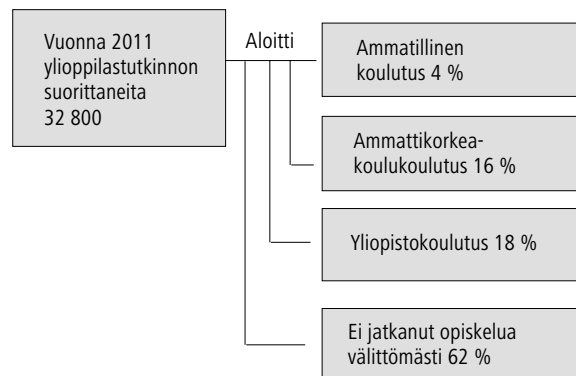 Vuonna 2011
ylioppilastutkinnon
suorittaneita
32 800
Aloitti
Ammatillinen
koulutus 4 %
Ammattikorkea-
koulukoulutus 16 %
Yliopistokoulutus 18 %
Ei jatkanut opiskelua
välittömästi 62 %